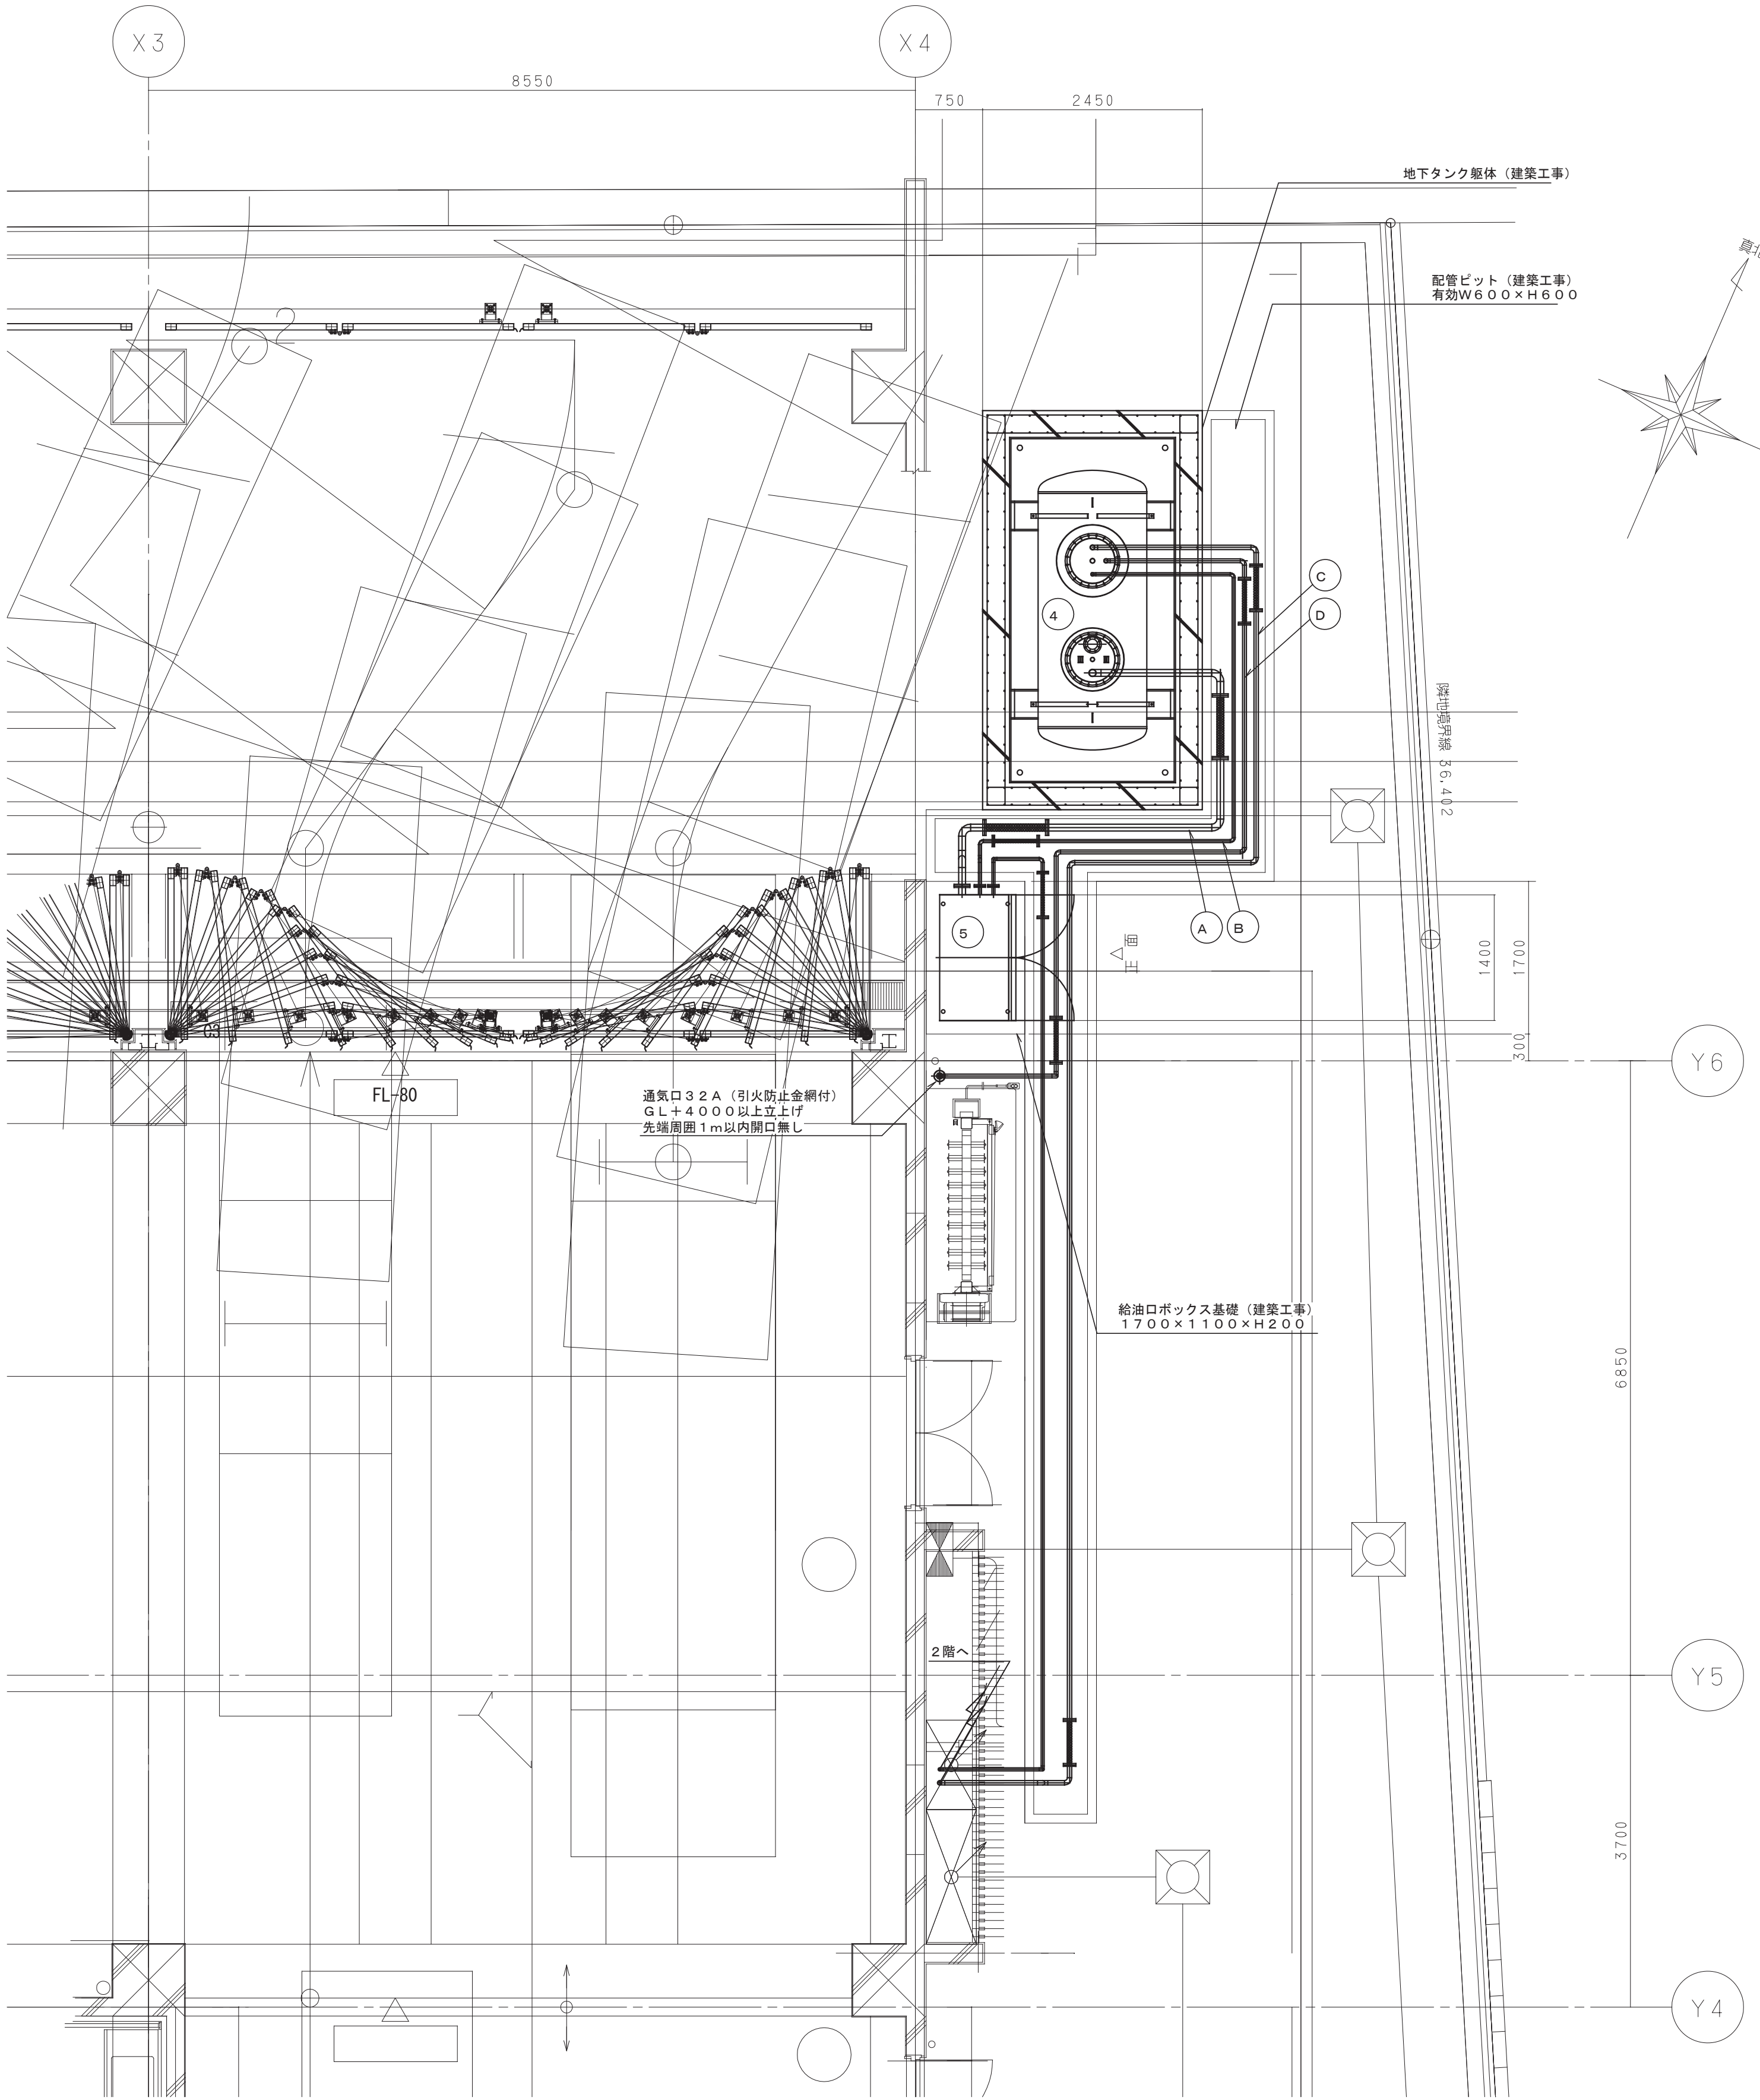 X3
X4
8550
750
2450
地下タンク躯体（建築工事）
真北
配管ピット（建築工事）
有効W600×H600
C
4
D
隣地境界線 36,402
A
B
5
正面
1400
1700
300
Y6
FL-80
通気口32A（引火防止金網付）
GL+4000以上立上げ
先端周囲1m以内開口無し
給油口ボックス基礎（建築工事）
1700×1100×H200
6850
2階へ
Y5
3700
Y4